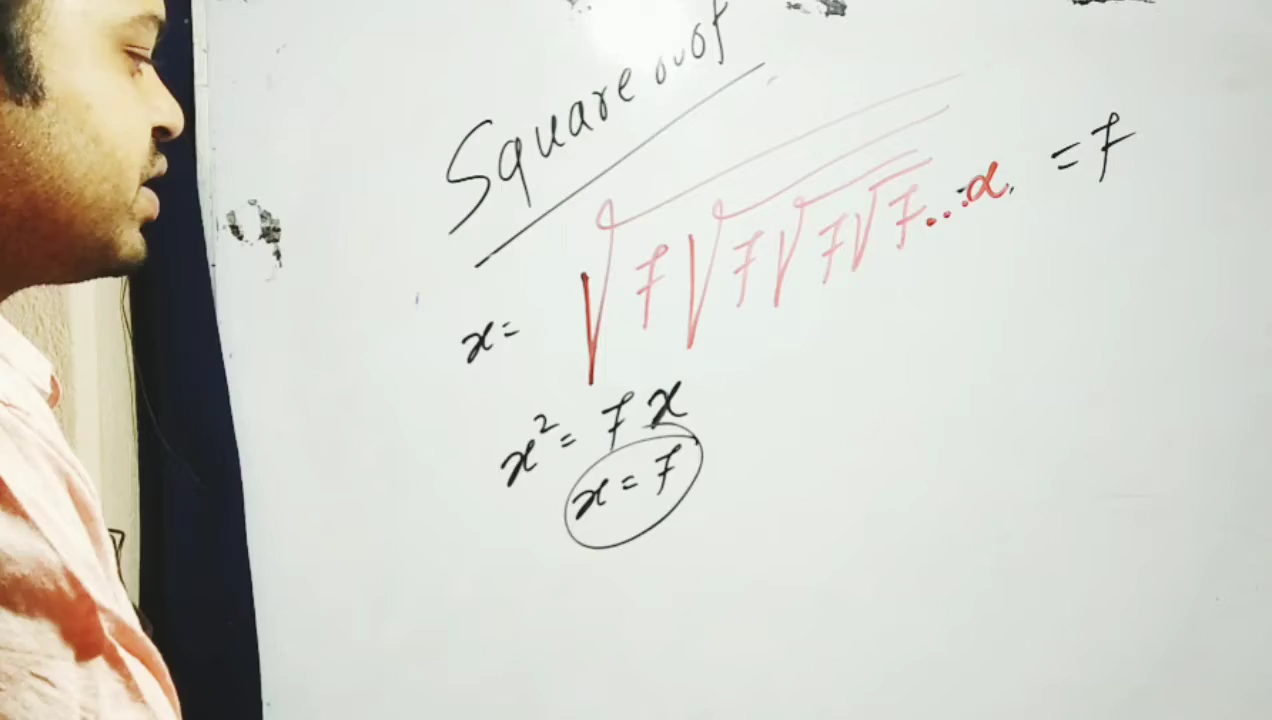 Square root
x = √7√7√7√7...α. = 7
x² = 7x
x = 7